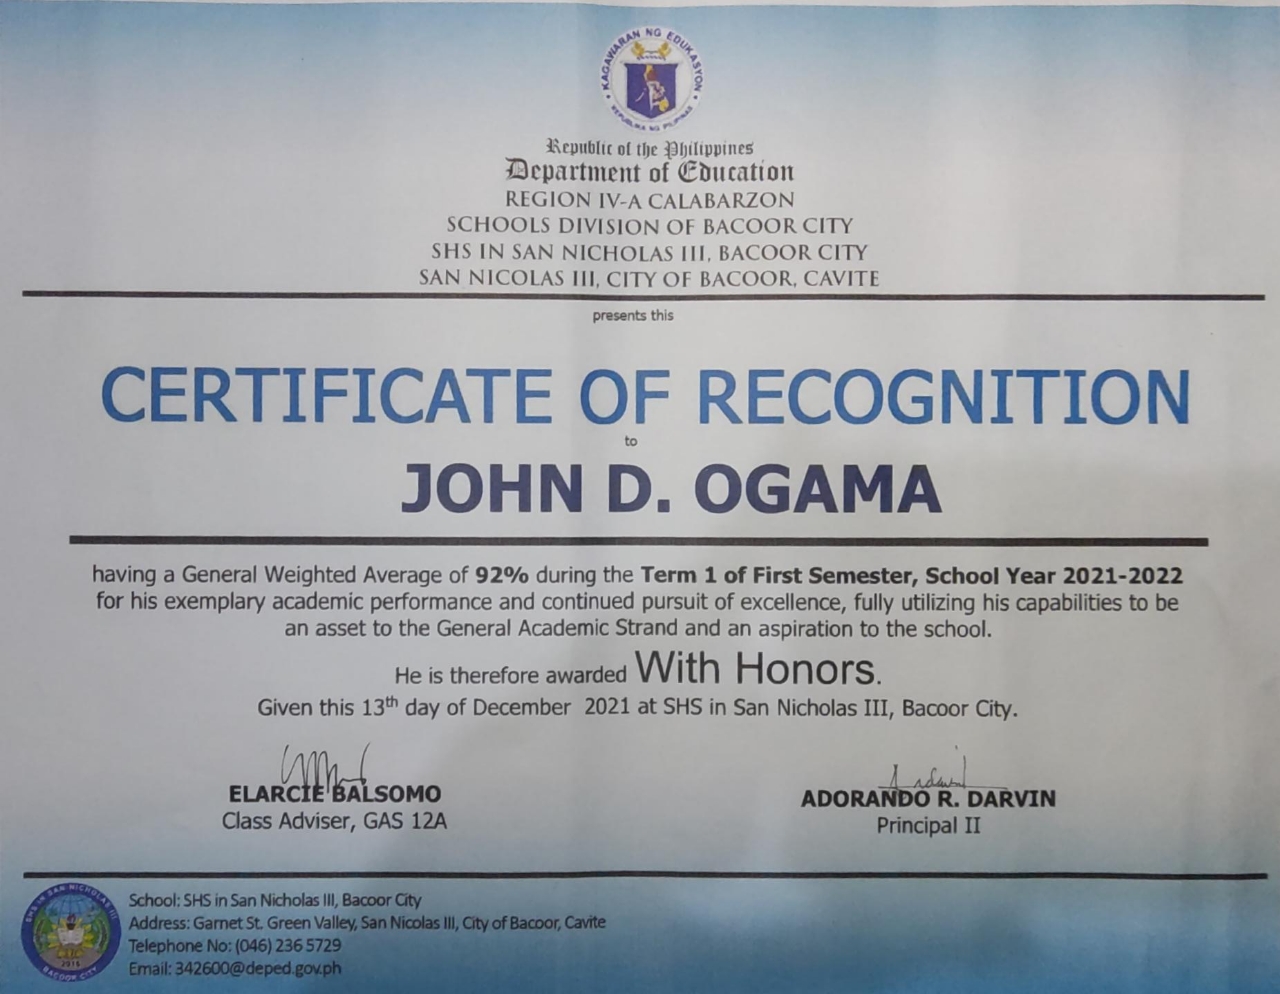 KAGAWARAN NG EDUKASYON
REPUBLIKA NG PILIPINAS
Republic of the Philippines
Department of Education
REGION IV-A CALABARZON
SCHOOLS DIVISION OF BACOOR CITY
SHS IN SAN NICHOLAS III, BACOOR CITY
SAN NICOLAS III, CITY OF BACOOR, CAVITE
presents this
CERTIFICATE OF RECOGNITION
to
JOHN D. OGAMA
having a General Weighted Average of 92% during the Term 1 of First Semester, School Year 2021-2022
for his exemplary academic performance and continued pursuit of excellence, fully utilizing his capabilities to be
an asset to the General Academic Strand and an aspiration to the school.
He is therefore awarded With Honors.
Given this 13th day of December 2021 at SHS in San Nicholas III, Bacoor City.
ELARCIE BALSOMO
Class Adviser, GAS 12A
ADORANDO R. DARVIN
Principal II
SHS IN SAN NICHOLAS III
2016
BACOOR CITY
School: SHS in San Nicholas III, Bacoor City
Address: Garnet St. Green Valley, San Nicolas III, City of Bacoor, Cavite
Telephone No: (046) 236 5729
Email: 342600@deped.gov.ph